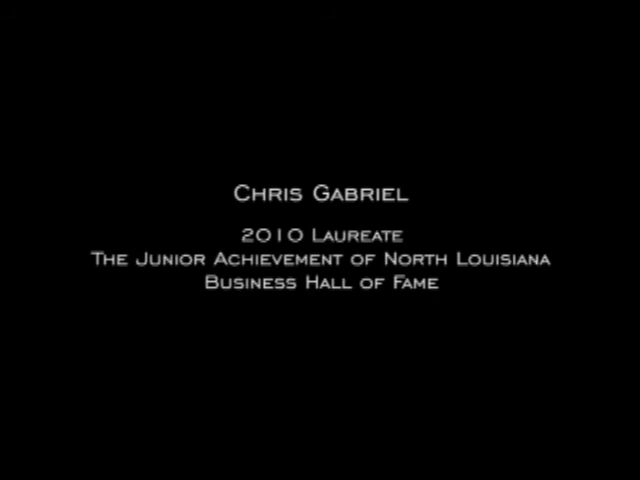 Chris Gabriel
2010 Laureate
The Junior Achievement of North Louisiana
Business Hall of Fame